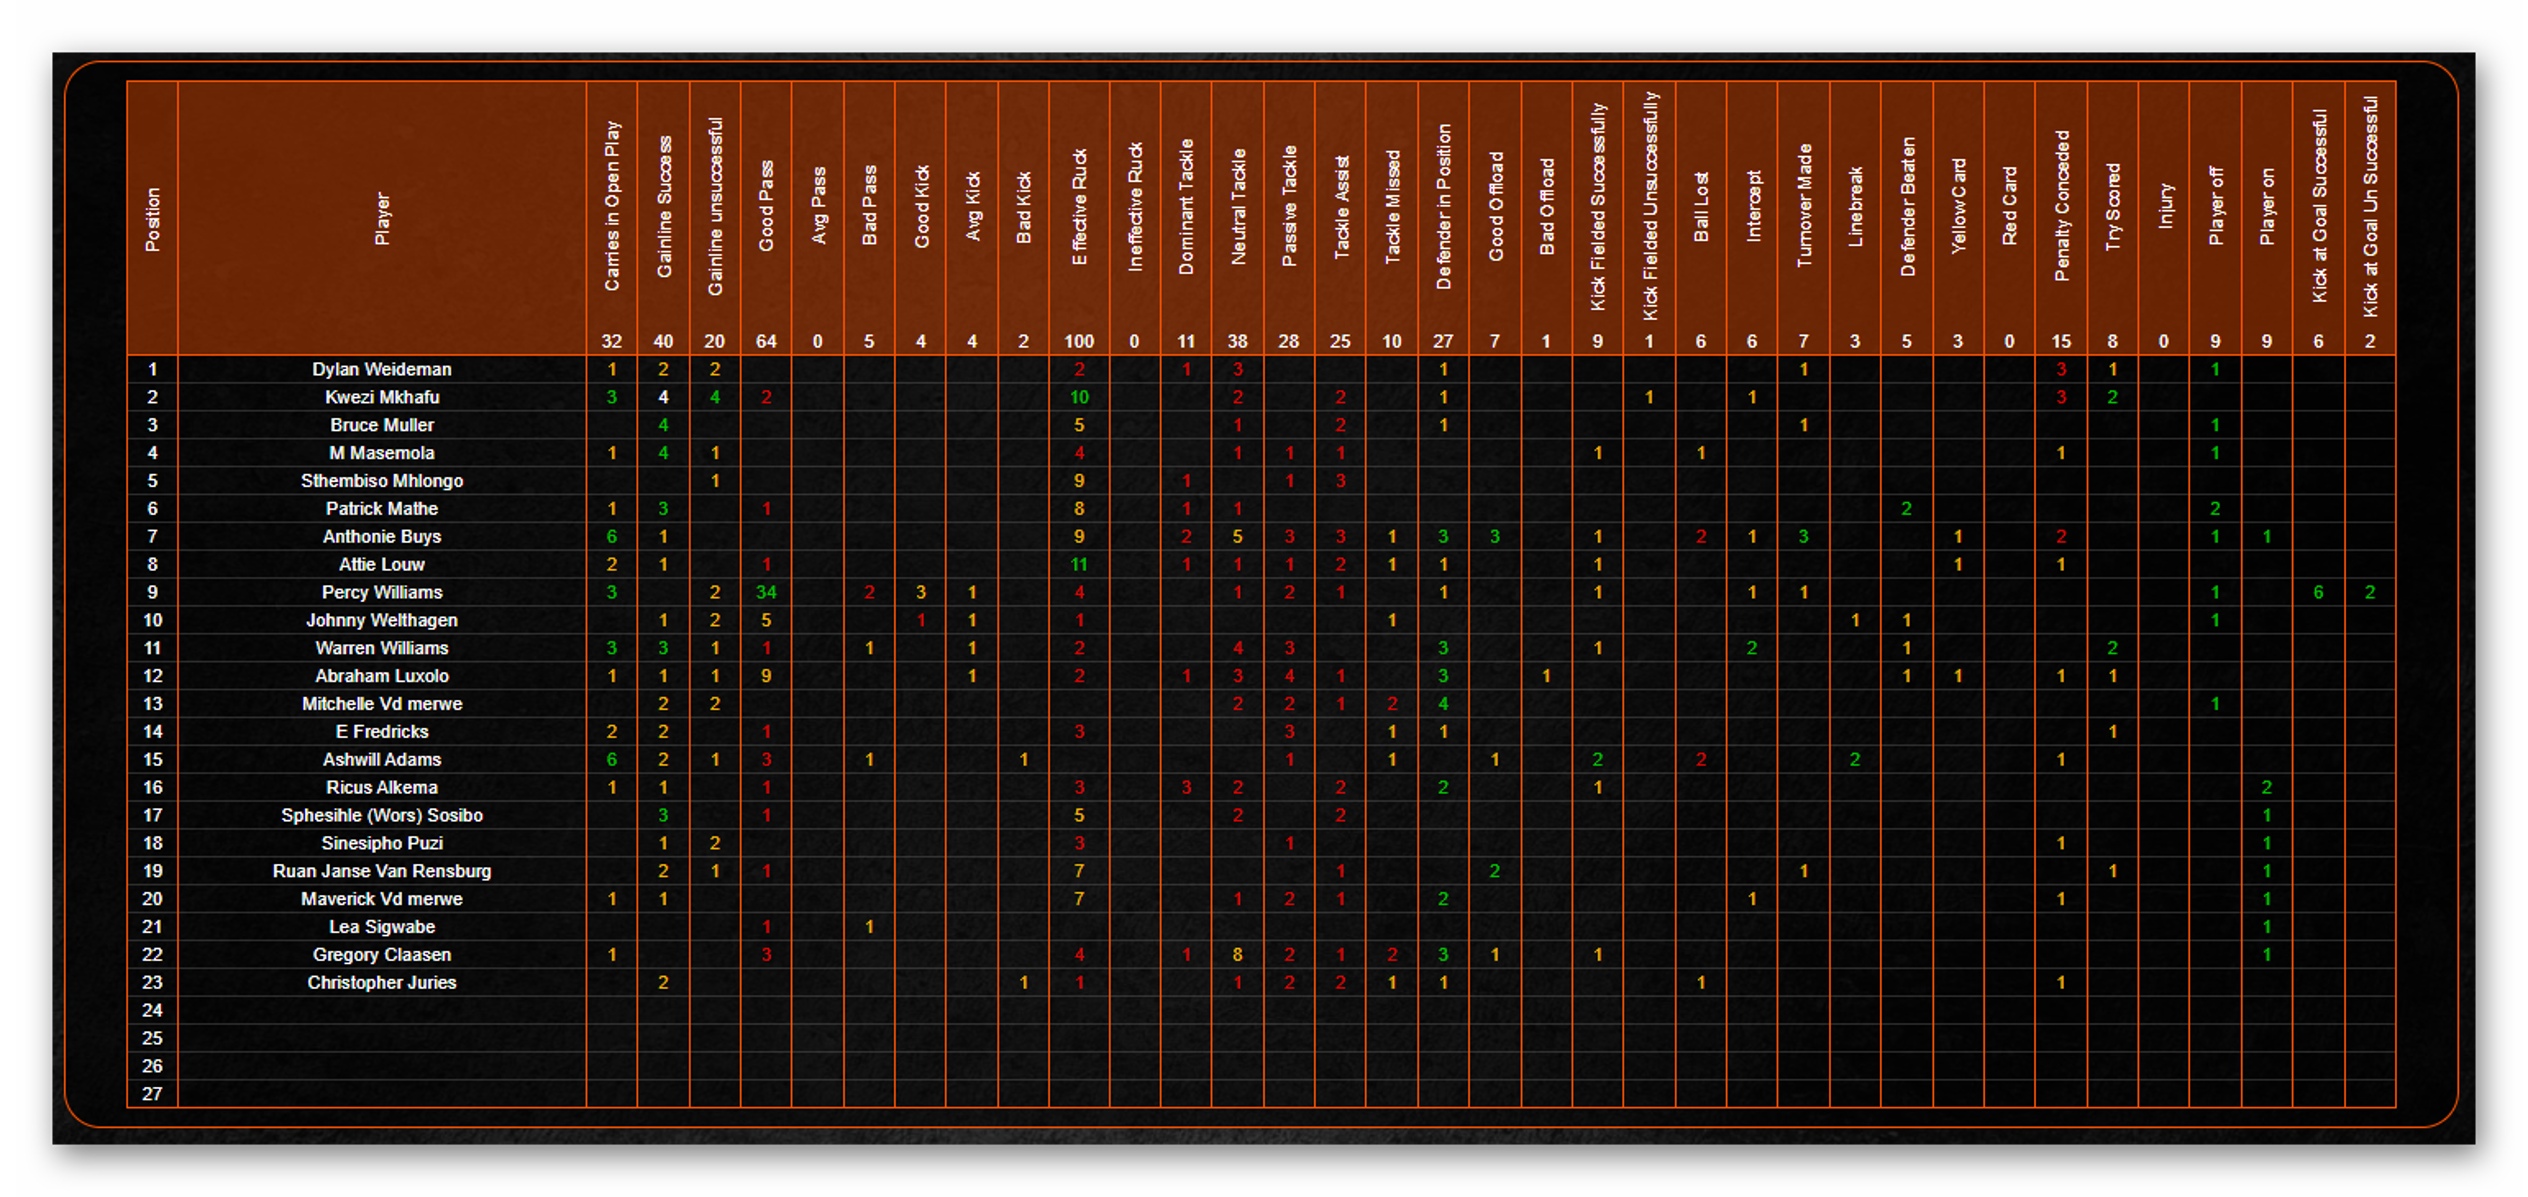 Position Player Carries in Open Play Gainline Success Gainline unsuccessful Good Pass Avg Pass Bad Pass Good Kick Avg Kick Bad Kick Effective Ruck Ineffective Ruck Dominant Tackle Neutral Tackle Passive Tackle Tackle Assist Tackle Missed Defender in Position Good Offload Bad Offload Kick Fielded Successfully Kick Fielded Unsuccessfully Ball Lost Intercept Turnover Made Linebreak Defender Beaten Yellow Card Red Card Penalty Conceded Try Scored Injury Player off Player on Kick at Goal Successful Kick at Goal Un Successful
32 40 20 64 0 5 4 4 2 100 0 11 38 28 25 10 27 7 1 9 1 6 6 7 3 5 3 0 15 8 0 9 9 6 2
1 Dylan Weideman 1 2 2 2 1 3 1 1 3 1 1
2 Kwezi Mkhafu 3 4 4 2 10 2 2 1 1 1 3 2
3 Bruce Muller 4 5 1 2 1 1 1
4 M Masemola 1 4 1 4 1 1 1 1 1 1 1
5 Sthembiso Mhlongo 1 9 1 1 3
6 Patrick Mathe 1 3 1 8 1 1 2 2
7 Anthonie Buys 6 1 9 2 5 3 3 1 3 3 1 2 1 3 1 2 1 1
8 Attie Louw 2 1 1 11 1 1 1 2 1 1 1 1 1
9 Percy Williams 3 2 34 2 3 1 4 1 2 1 1 1 1 1 1 6 2
10 Johnny Welthagen 1 2 5 1 1 1 1 1 1 1
11 Warren Williams 3 3 1 1 1 1 2 4 3 3 1 2 1 2
12 Abraham Luxolo 1 1 1 9 1 2 1 3 4 1 3 1 1 1 1 1
13 Mitchelle Vd merwe 2 2 2 2 1 2 4 1
14 E Fredricks 2 2 1 3 3 1 1 1
15 Ashwill Adams 6 2 1 3 1 1 1 1 1 2 2 2 1
16 Ricus Alkema 1 1 1 3 3 2 2 2 1 2
17 Sphesihle (Wors) Sosibo 3 1 5 2 2 1
18 Sinesipho Puzi 1 2 3 1 1 1
19 Ruan Janse Van Rensburg 2 1 1 7 1 2 1 1 1
20 Maverick Vd merwe 1 1 7 1 2 1 2 1 1 1
21 Lea Sigwabe 1 1 1
22 Gregory Claasen 1 3 4 1 8 2 1 2 3 1 1 1
23 Christopher Juries 2 1 1 1 2 2 1 1 1 1
24
25
26
27